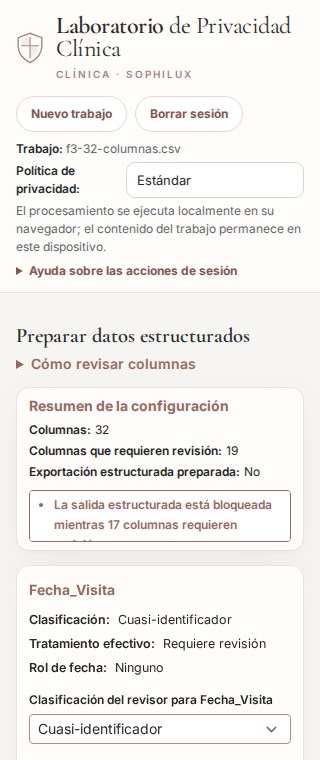 Laboratorio de Privacidad
Clínica
CLÍNICA · SOPHILUX
Nuevo trabajo
Borrar sesión
Trabajo: f3-32-columnas.csv
Política de
privacidad:
Estándar
El procesamiento se ejecuta localmente en su
navegador; el contenido del trabajo permanece en
este dispositivo.
Ayuda sobre las acciones de sesión
Preparar datos estructurados
Cómo revisar columnas
Resumen de la configuración
Columnas: 32
Columnas que requieren revisión: 19
Exportación estructurada preparada: No
• La salida estructurada está bloqueada
mientras 17 columnas requieren
Fecha_Visita
Clasificación: Cuasi-identificador
Tratamiento efectivo: Requiere revisión
Rol de fecha: Ninguno
Clasificación del revisor para Fecha_Visita
Cuasi-identificador